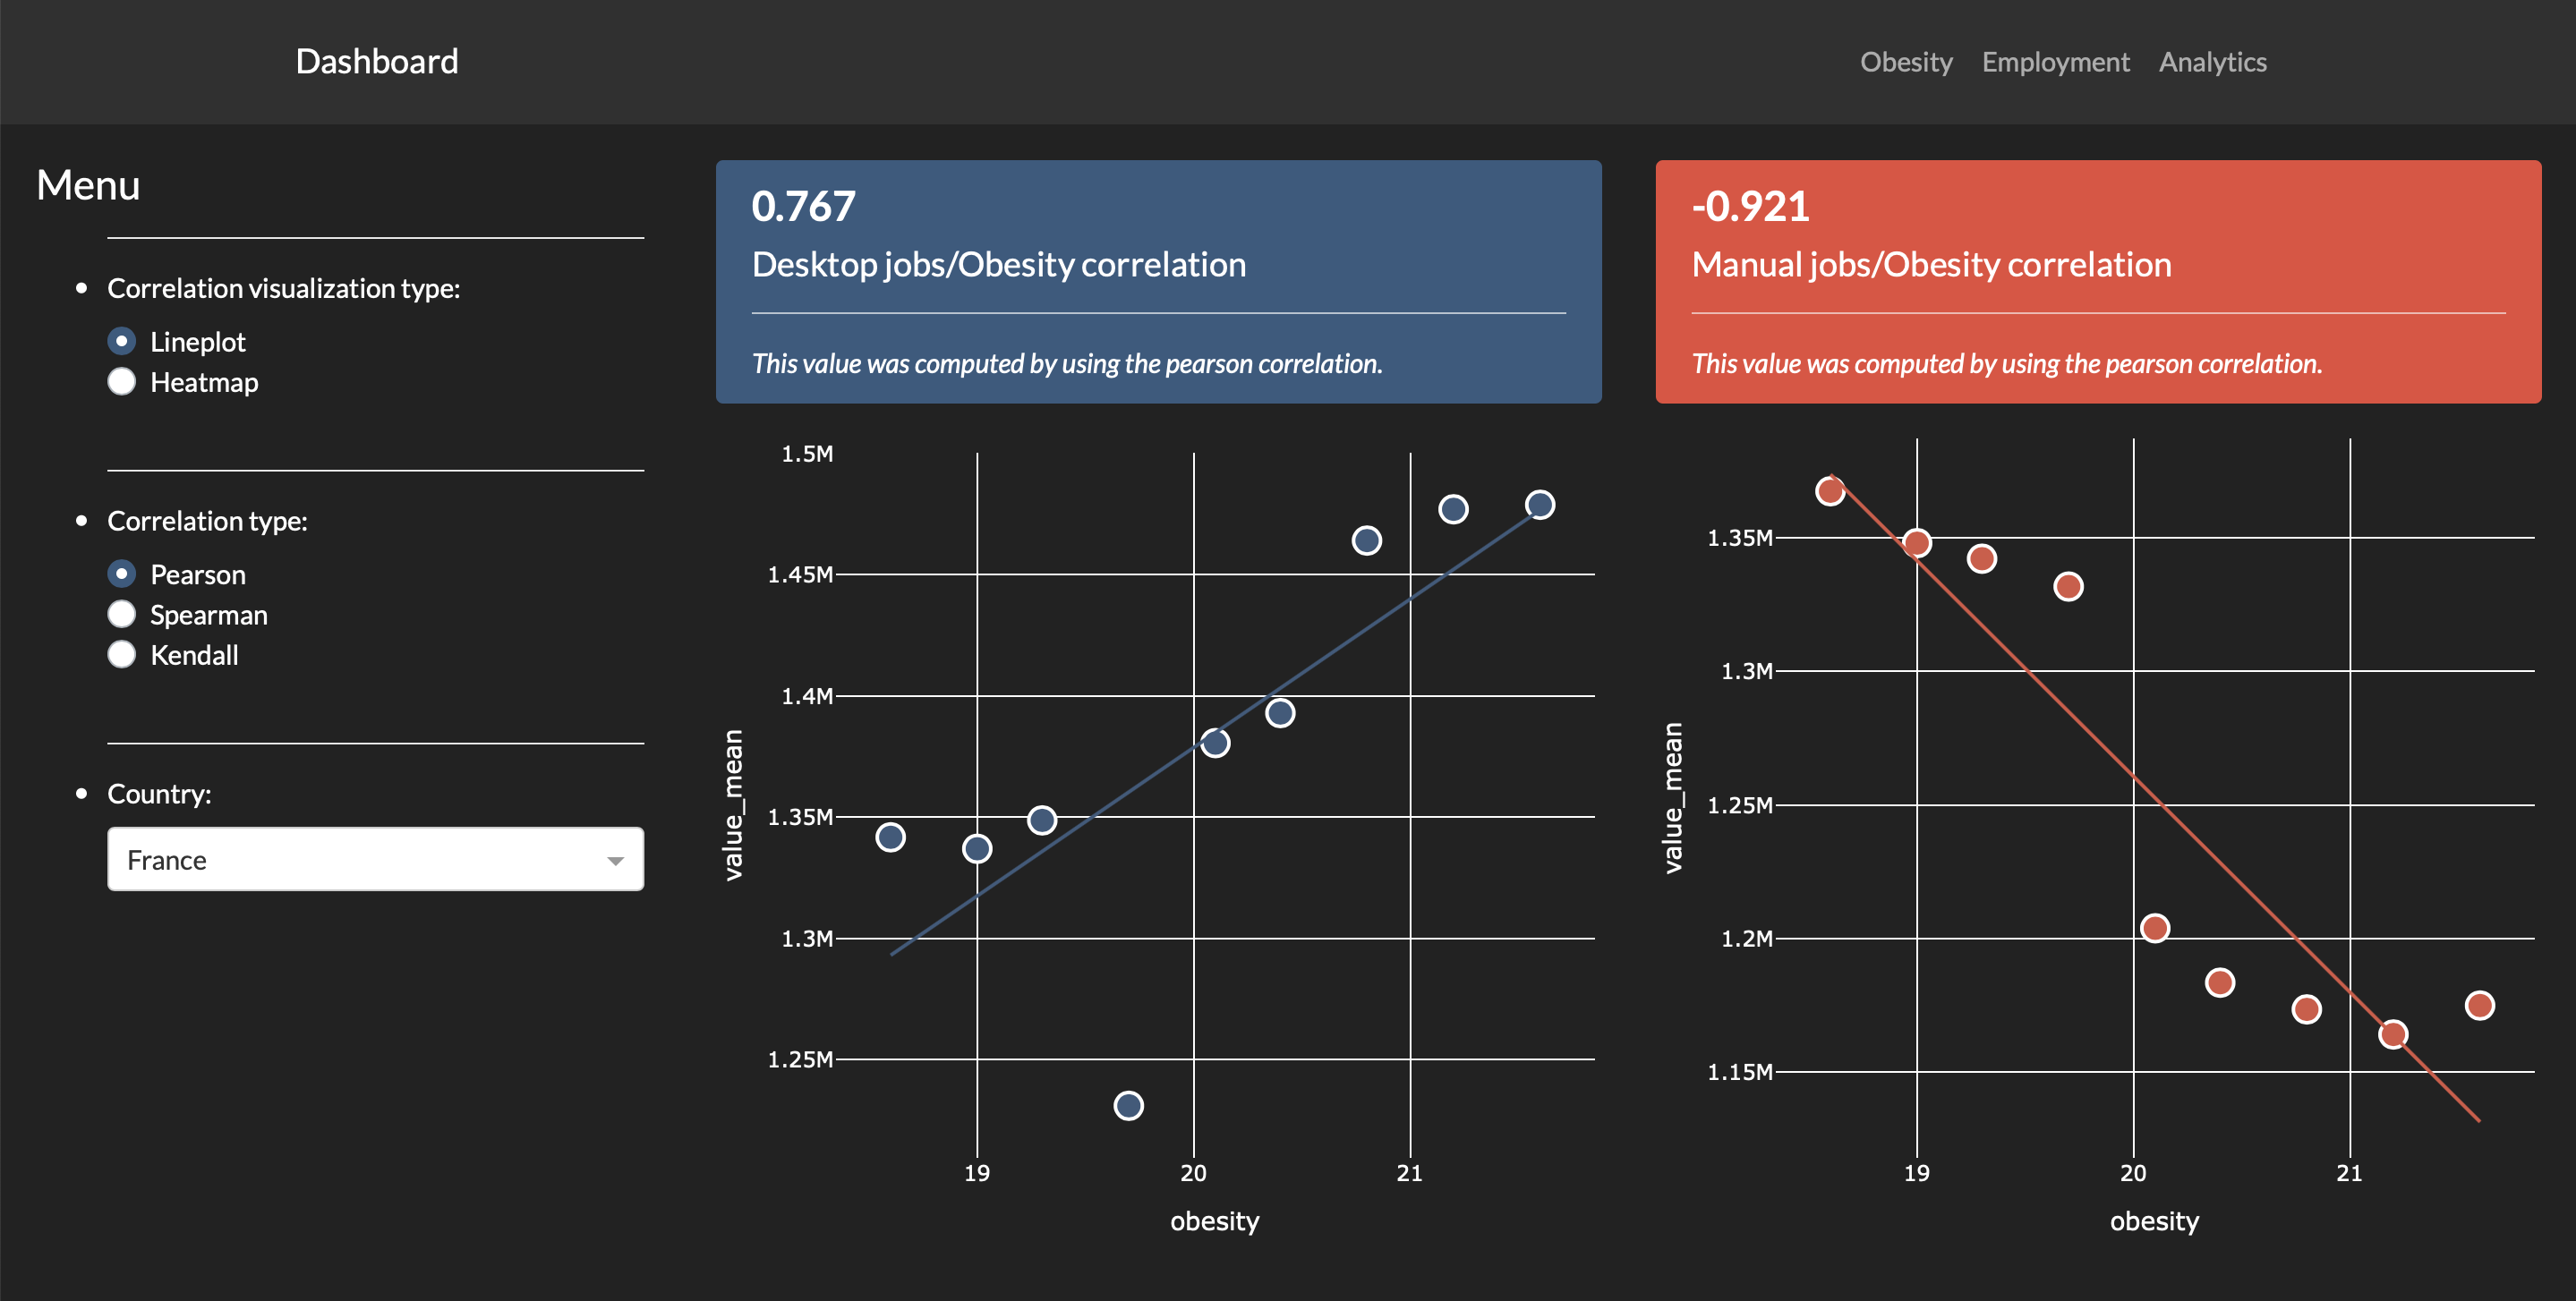 Dashboard
Obesity Employment Analytics
Menu
Correlation visualization type:
Lineplot
Heatmap
Correlation type:
Pearson
Spearman
Kendall
Country:
France
0.767
Desktop jobs/Obesity correlation
This value was computed by using the pearson correlation.
-0.921
Manual jobs/Obesity correlation
This value was computed by using the pearson correlation.
value_mean
1.5M
1.45M
1.4M
1.35M
1.3M
1.25M
19 20 21
obesity
value_mean
1.35M
1.3M
1.25M
1.2M
1.15M
19 20 21
obesity